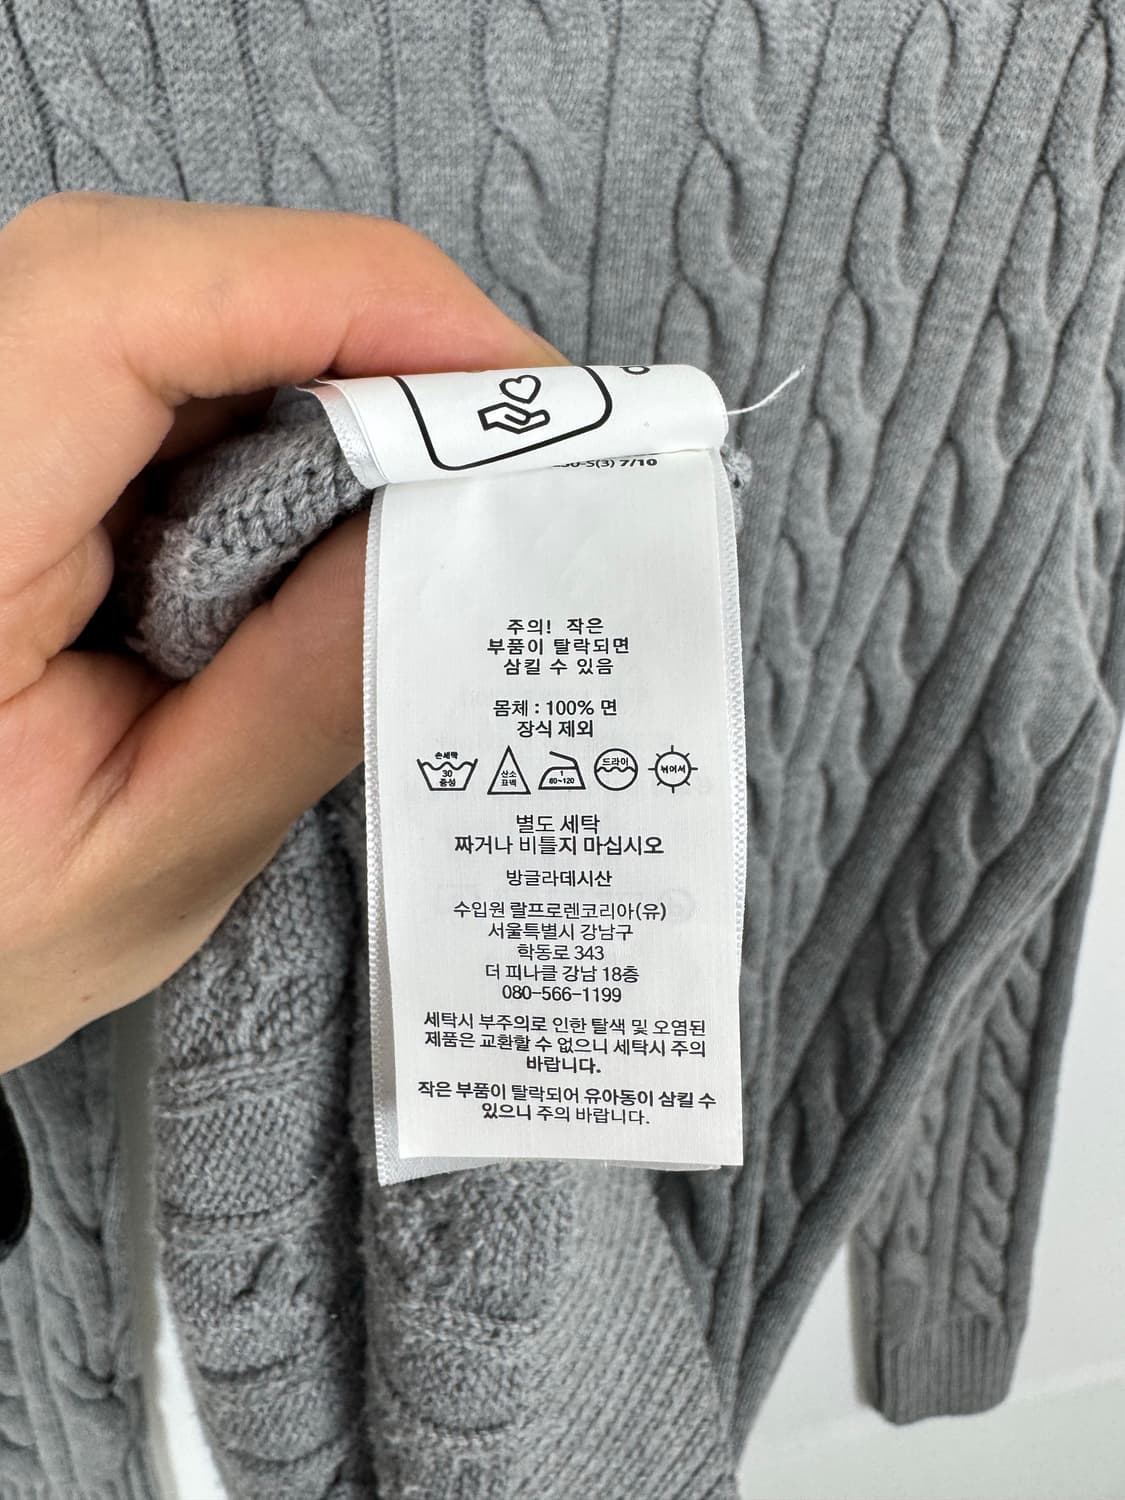 7/10
주의! 작은
부품이 탈락되면
삼킬 수 있음
몸체 : 100% 면
장식 제외
손세탁
30
중성
산소
표백
1
80~120
드라이
뉘어서
별도 세탁
짜거나 비틀지 마십시오
방글라데시산
수입원 랄프로렌코리아(유)
서울특별시 강남구
학동로 343
더 피나클 강남 18층
080-566-1199
세탁시 부주의로 인한 탈색 및 오염된
제품은 교환할 수 없으니 세탁시 주의
바랍니다.
작은 부품이 탈락되어 유아동이 삼킬 수
있으니 주의 바랍니다.